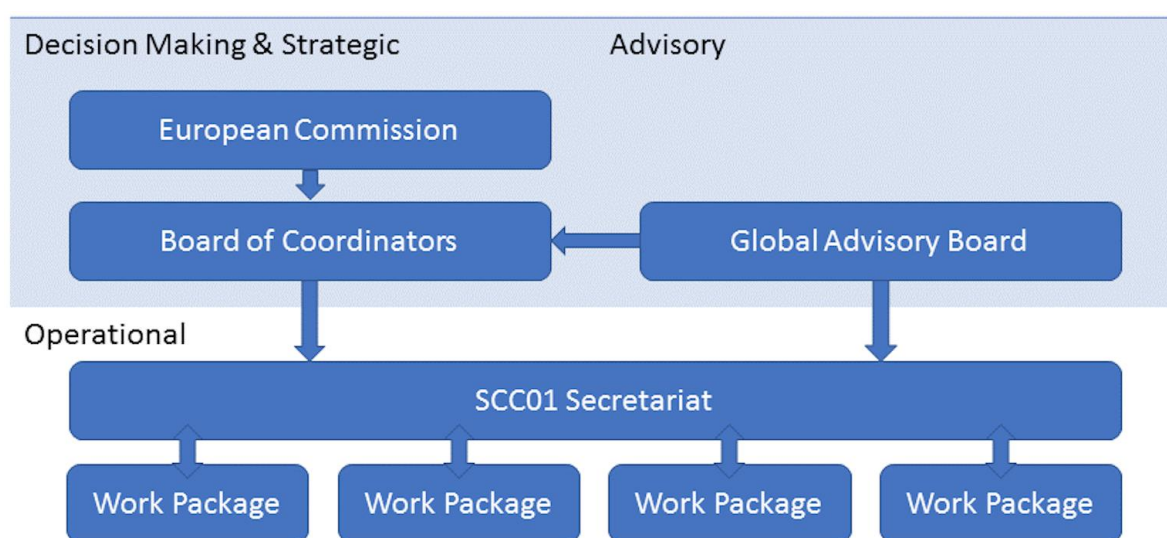 Decision Making & Strategic
Advisory
European Commission
Board of Coordinators
Global Advisory Board
Operational
SCC01 Secretariat
Work Package
Work Package
Work Package
Work Package